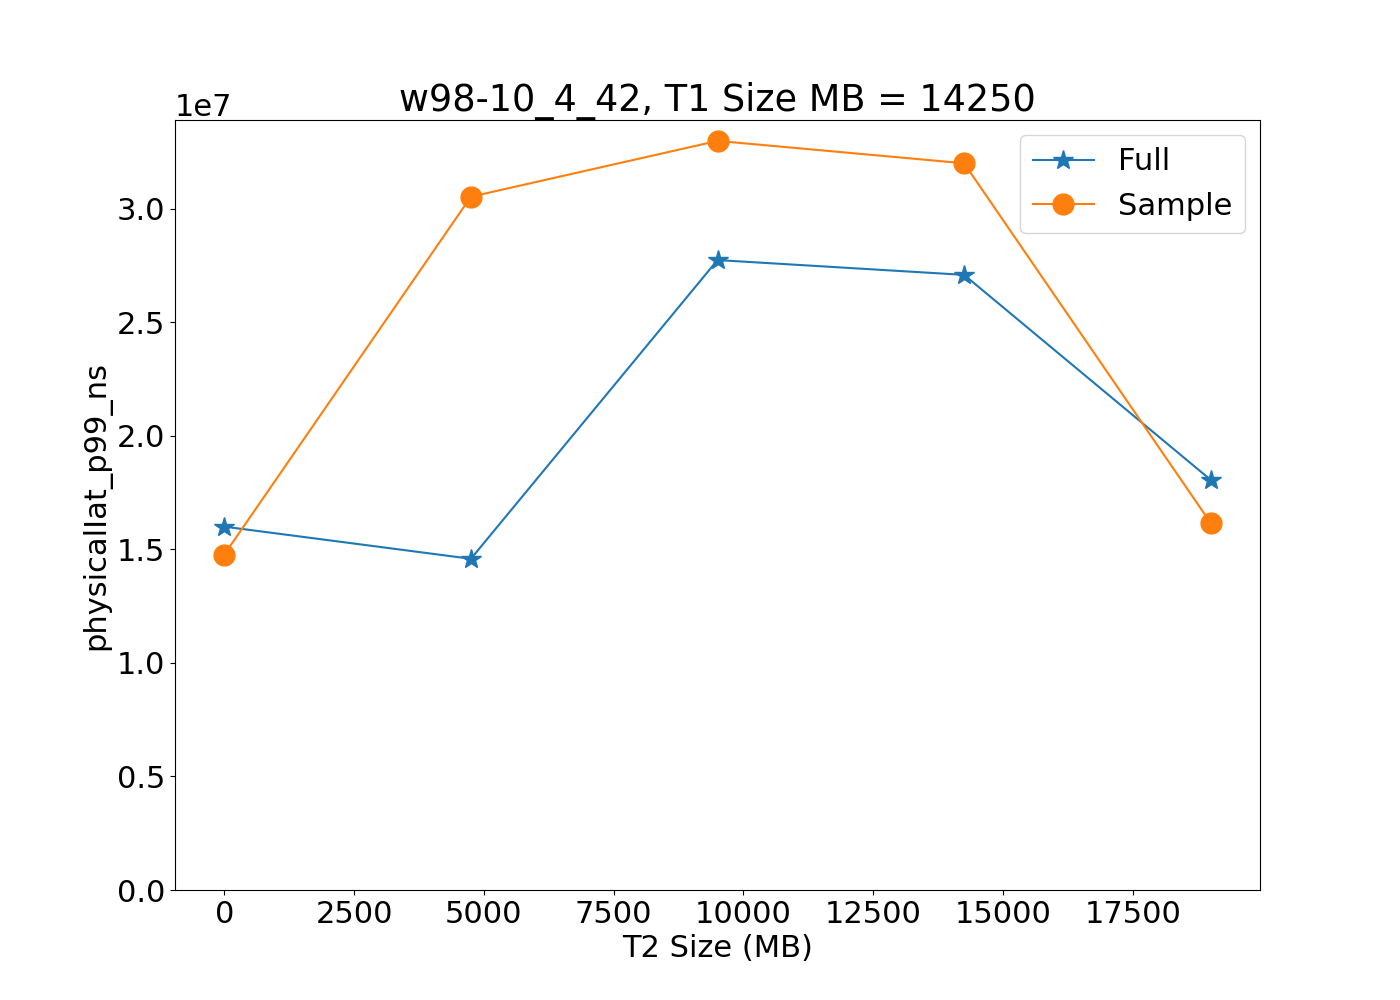 w98-10_4_42, T1 Size MB = 14250
1e7
Full
Sample
3.0
2.5
2.0
1.5
1.0
0.5
0.0
physicallat_p99_ns
0 2500 5000 7500 10000 12500 15000 17500
T2 Size (MB)